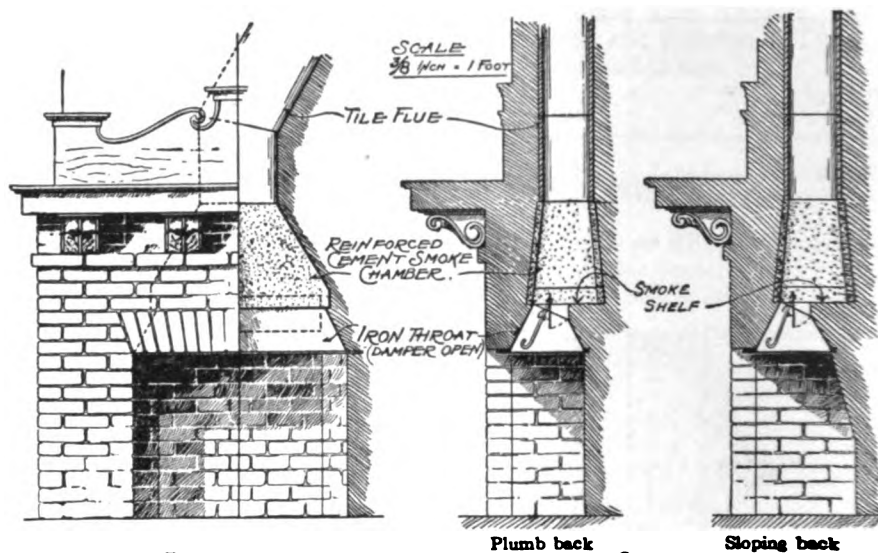 SCALE
3/8 INCH = 1 FOOT
TILE FLUE
REINFORCED
CEMENT SMOKE
CHAMBER
SMOKE
SHELF
IRON THROAT
(DAMPER OPEN)
Plumb back
Sloping back